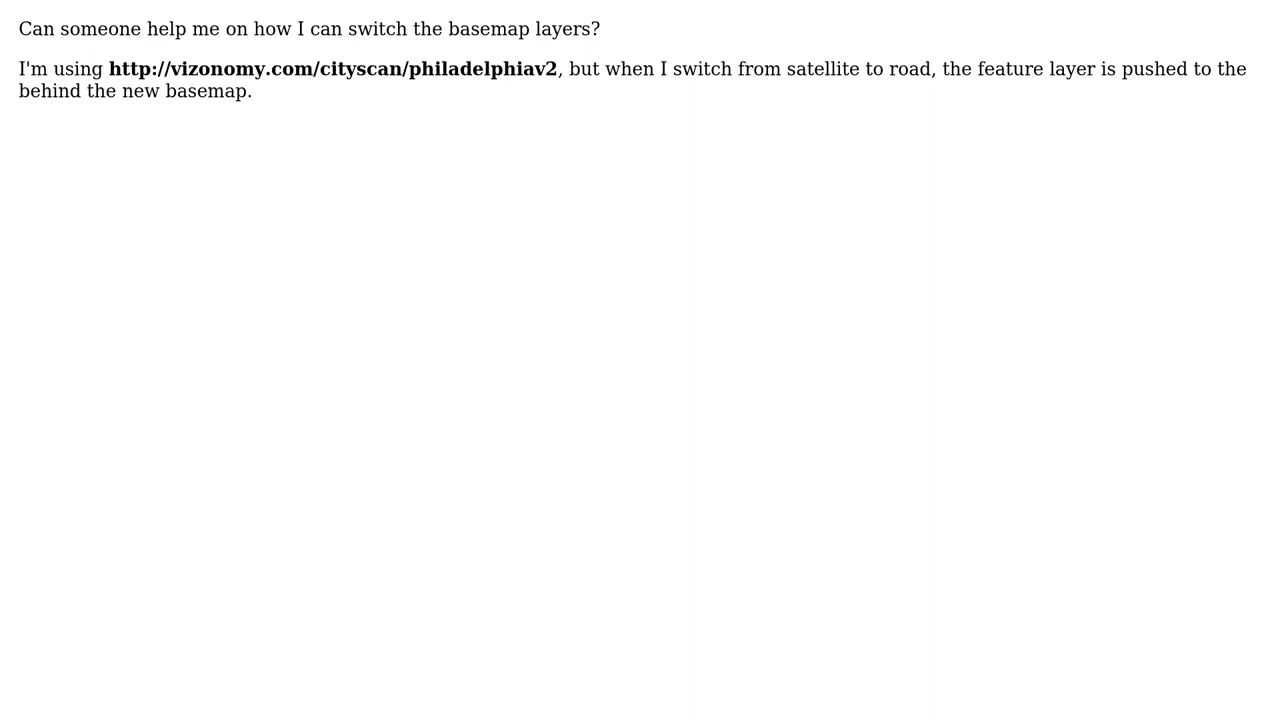 Can someone help me on how I can switch the basemap layers?
I'm using http://vizonomy.com/cityscan/philadelphiav2, but when I switch from satellite to road, the feature layer is pushed to the
behind the new basemap.